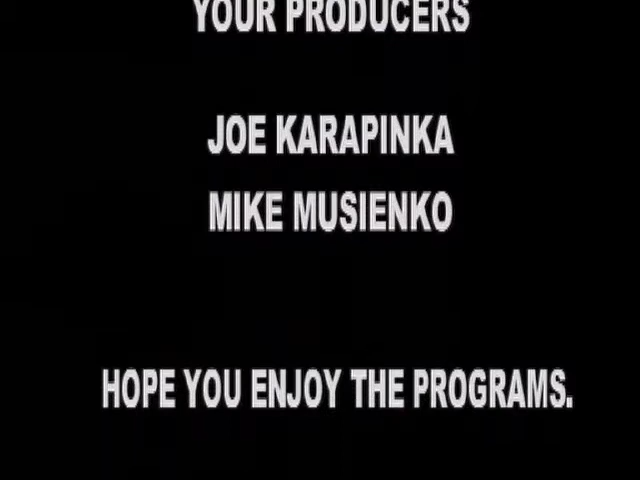 YOUR PRODUCERS
JOE KARAPINKA
MIKE MUSIENKO
HOPE YOU ENJOY THE PROGRAMS.